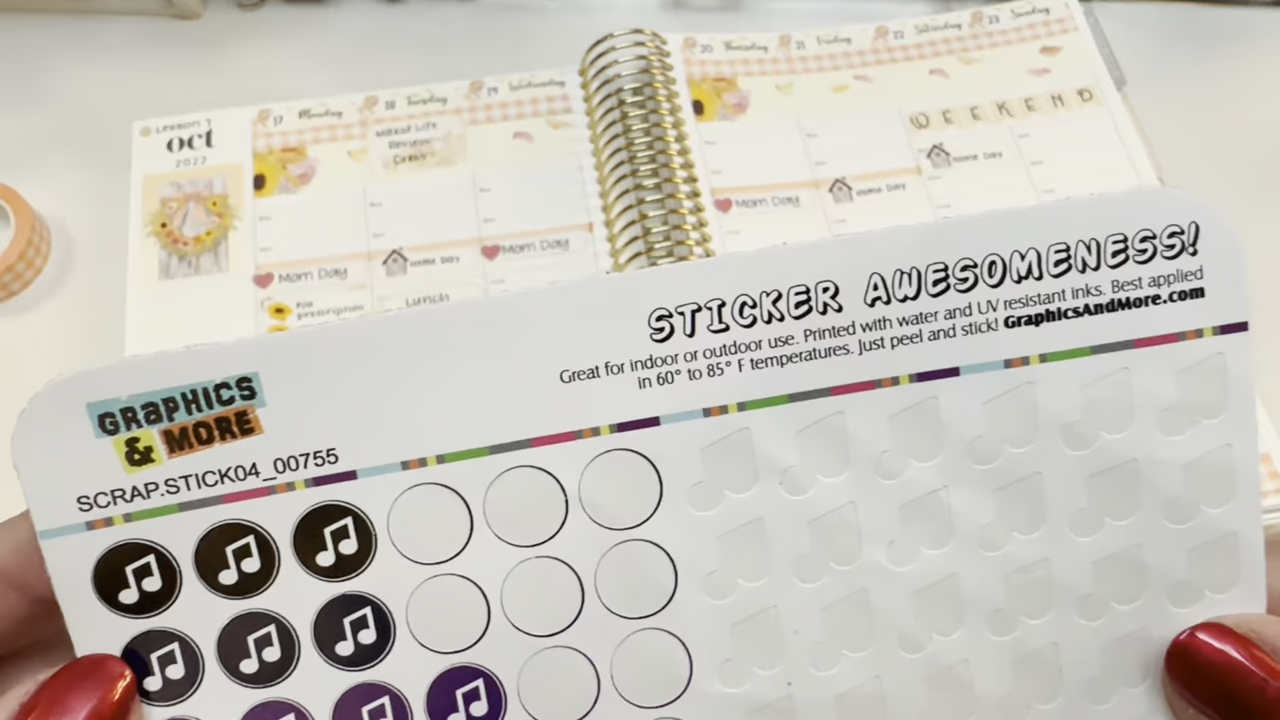 Lesson 7
oct
2022
17 Monday
18 Tuesday
19 Wednesday
20 Thursday
21 Friday
22 Saturday
23 Sunday
Review
WEEKEND
Home Day
Home Day
Mom Day
Mom Day
Home Day
Mom Day
prescription
Lunch
STICKER AWESOMENESS!
Great for indoor or outdoor use. Printed with water and UV resistant inks. Best applied
in 60° to 85° F temperatures. Just peel and stick! GraphicsAndMore.com
GRAPHICS
& MORE
SCRAP.STICK04_00755